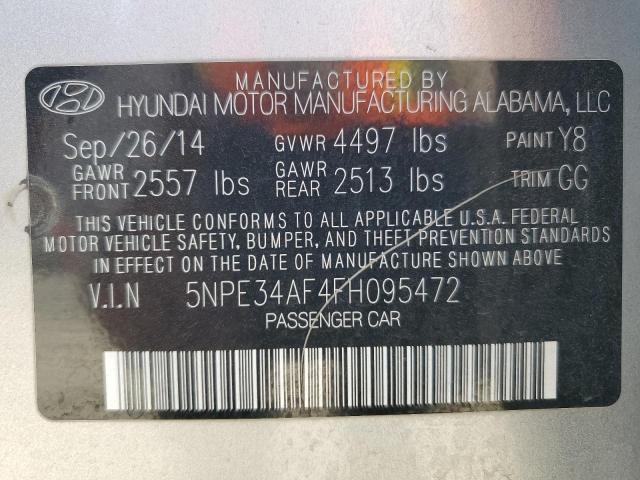 MANUFACTURED BY
HYUNDAI MOTOR MANUFACTURING ALABAMA, LLC
Sep/26/14 GVWR 4497 lbs PAINT Y8
GAWR FRONT 2557 lbs GAWR REAR 2513 lbs TRIM GG
THIS VEHICLE CONFORMS TO ALL APPLICABLE U.S.A. FEDERAL
MOTOR VEHICLE SAFETY, BUMPER, AND THEFT PREVENTION STANDARDS
IN EFFECT ON THE DATE OF MANUFACTURE SHOWN ABOVE
V.I.N 5NPE34AF4FH095472
PASSENGER CAR